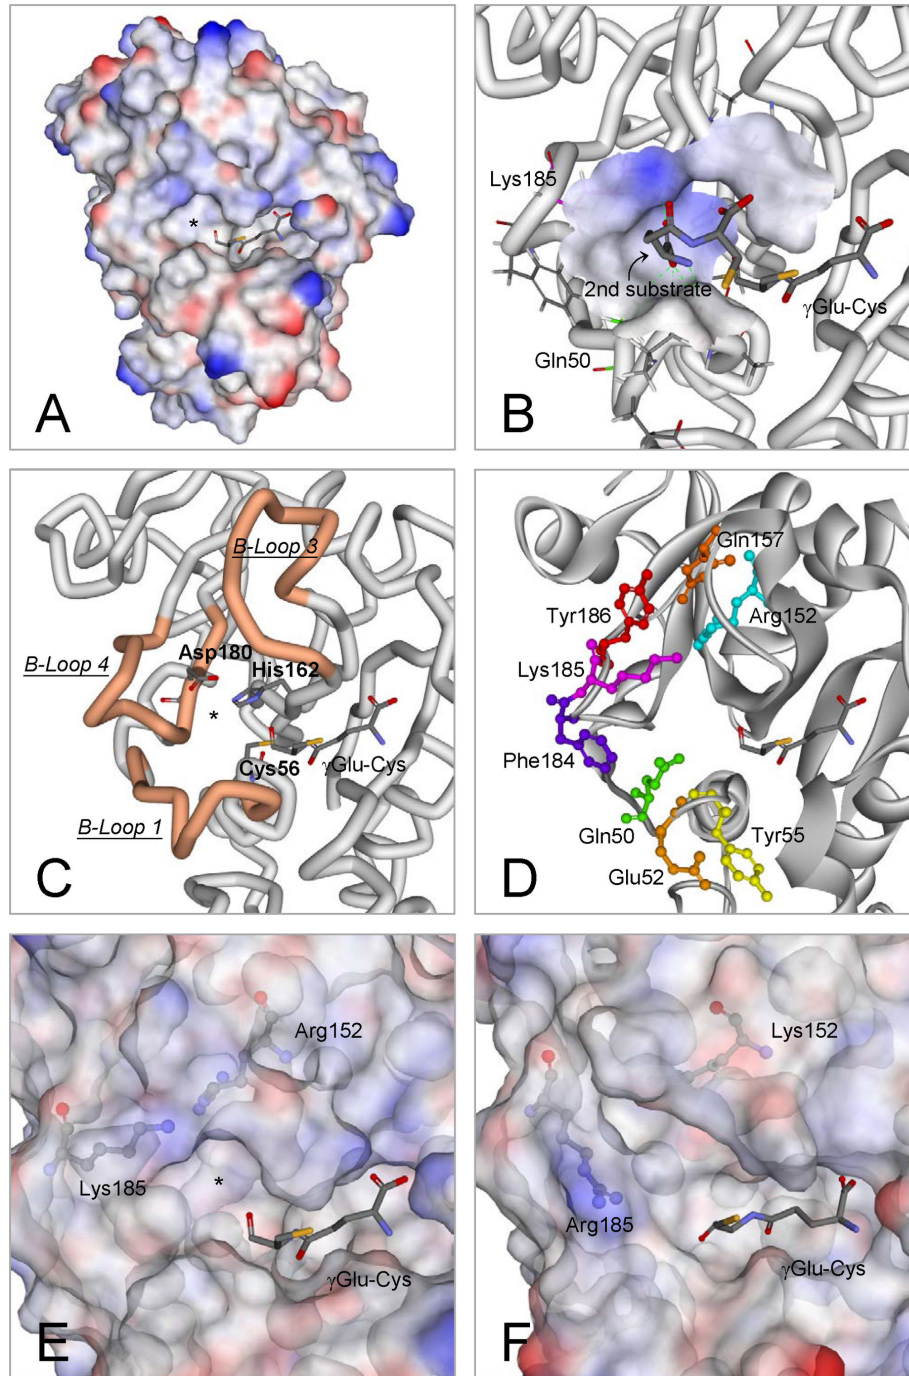 A
*
B
Lys185
2nd substrate
γGlu-Cys
Gln50
C
B-Loop 3
Asp180
B-Loop 4
His162
*
Cys56
γGlu-Cys
B-Loop 1
D
Gln157
Tyr186
Arg152
Lys185
Phe184
Gln50
Tyr55
Glu52
E
Arg152
Lys185
*
γGlu-Cys
F
Lys152
Arg185
γGlu-Cys